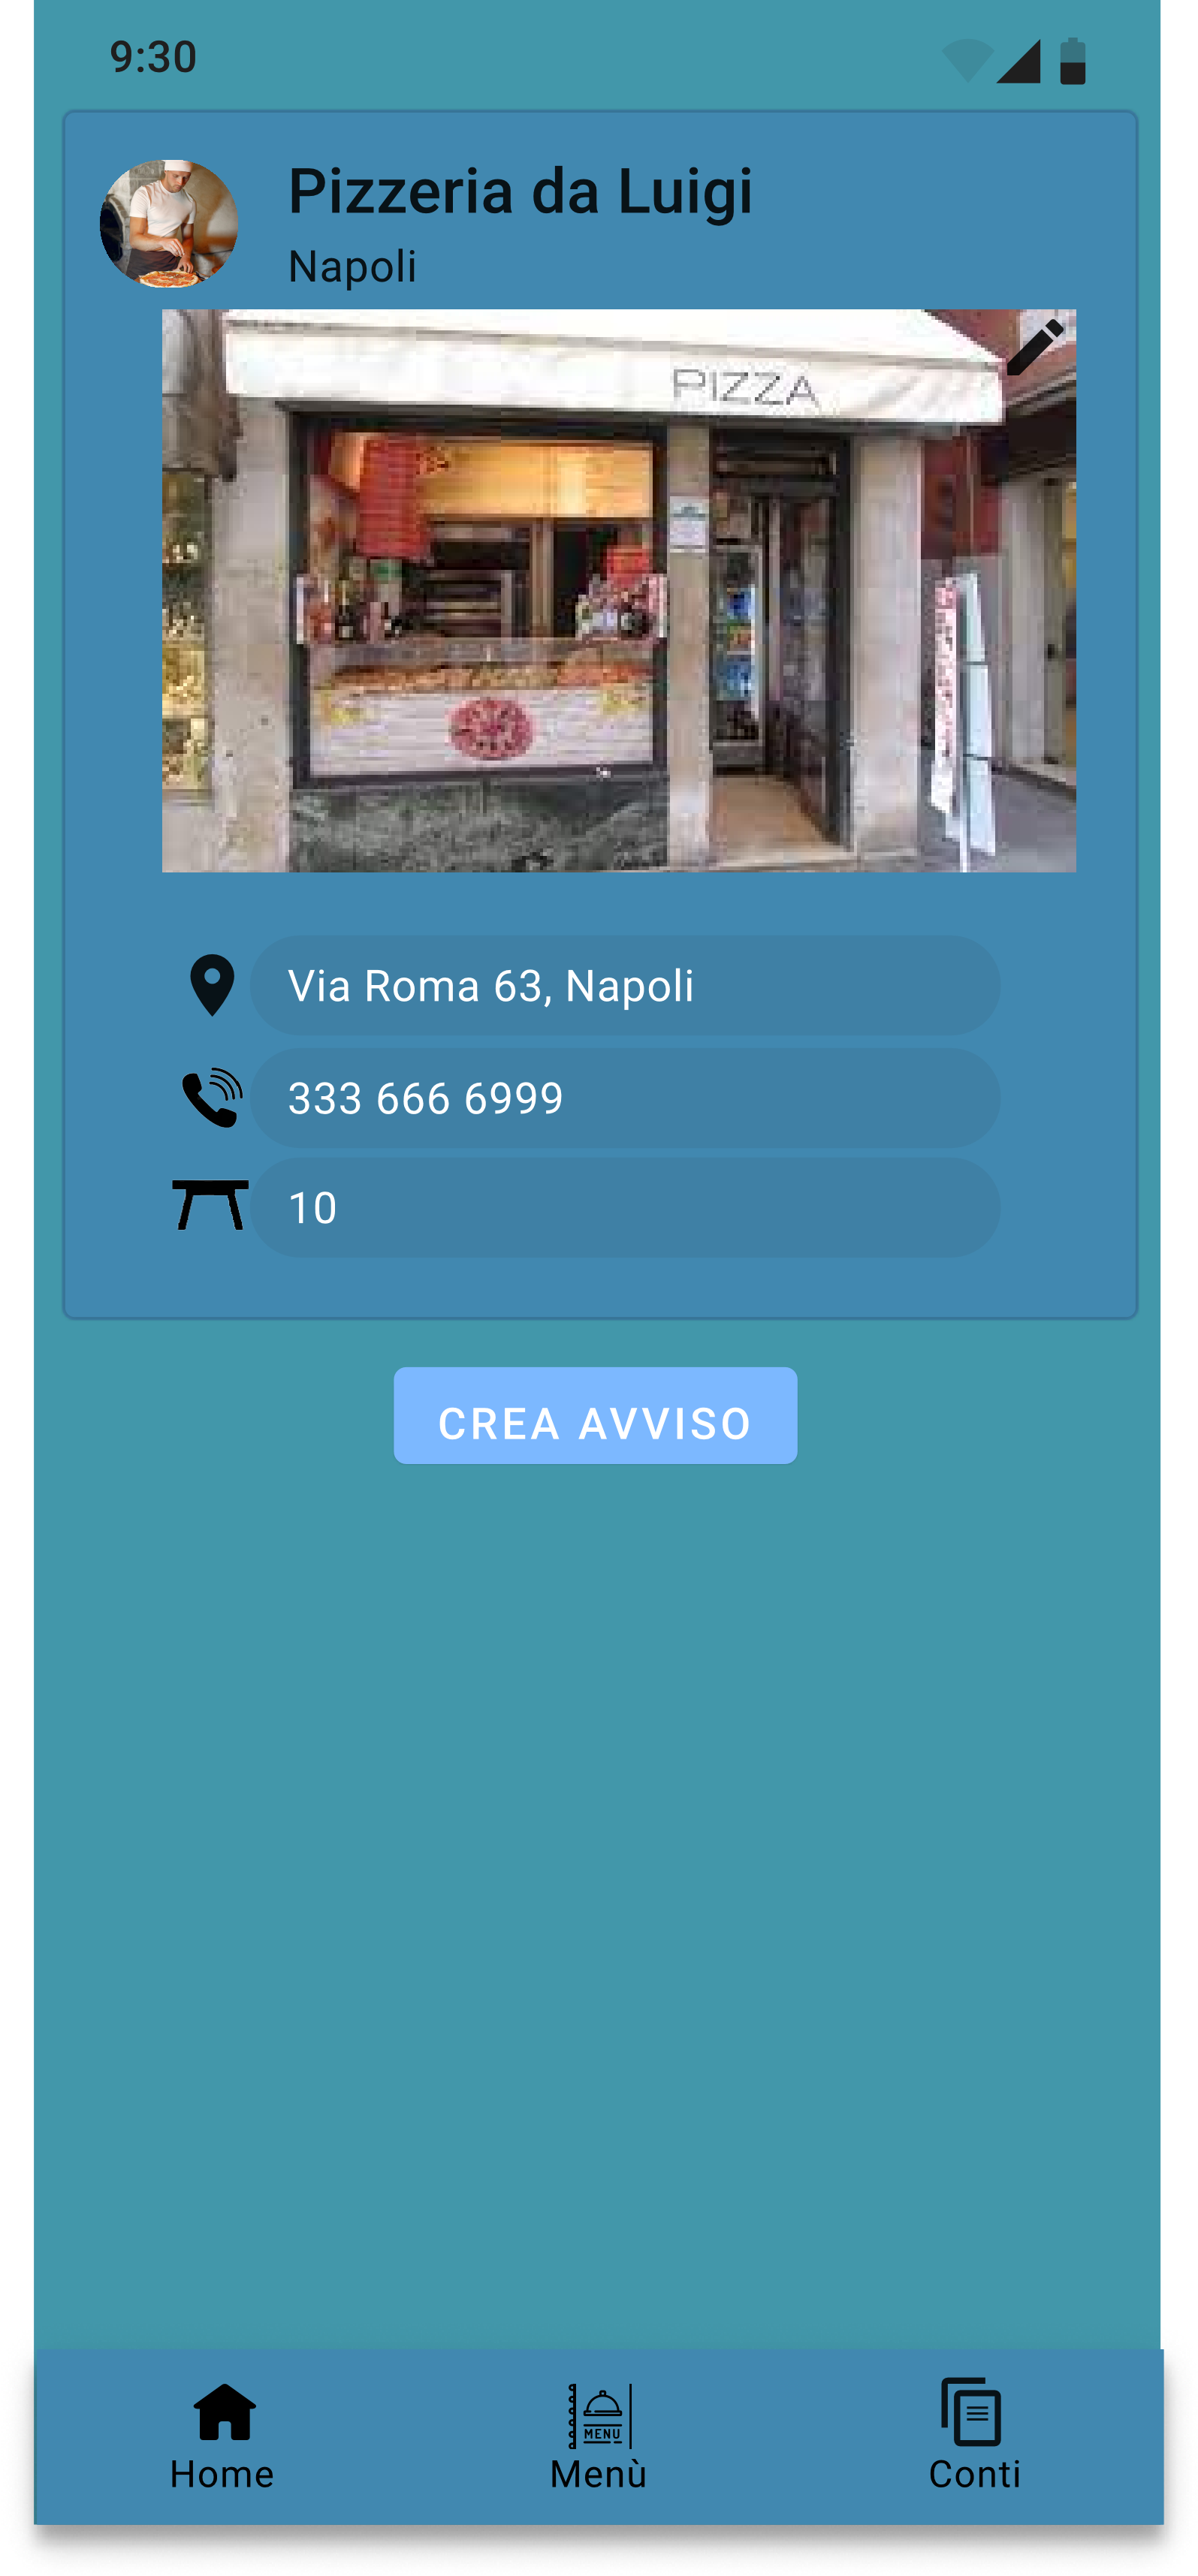 9:30
Pizzeria da Luigi
Napoli
PIZZA
Via Roma 63, Napoli
333 666 6999
10
CREA AVVISO
MENU
Home
Menù
Conti